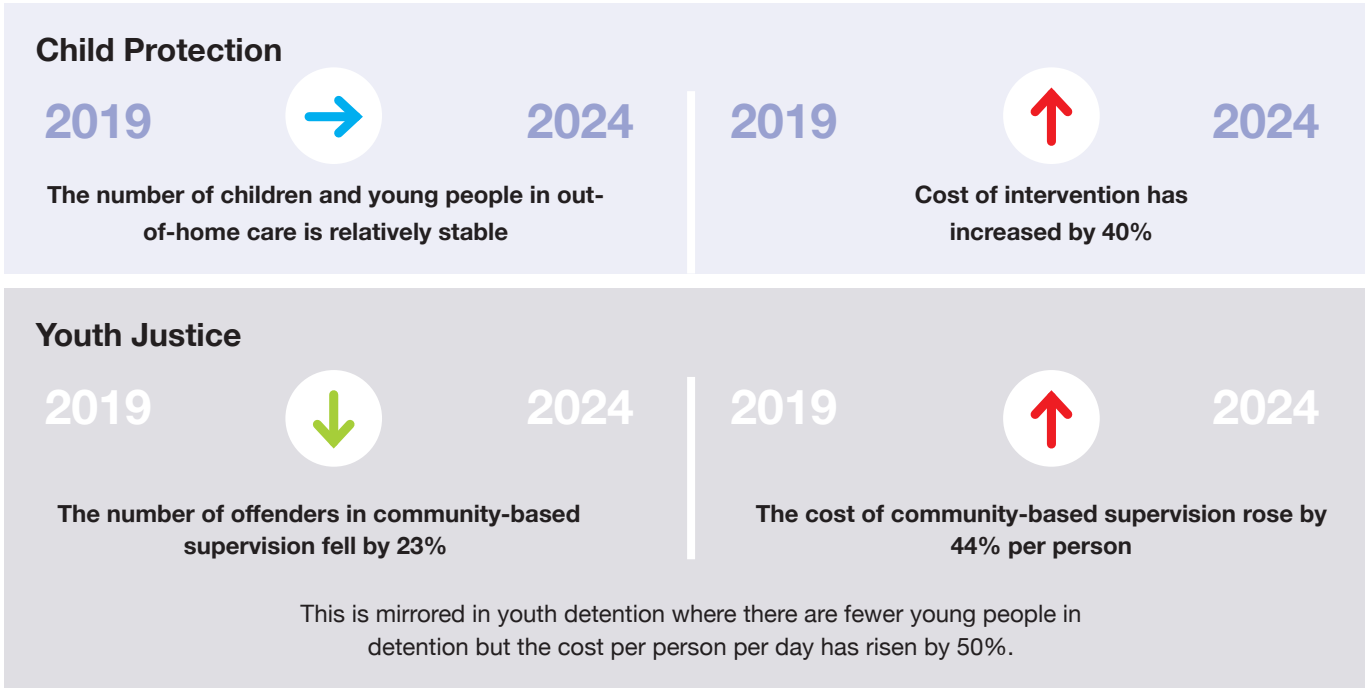 Child Protection
2019
2024
The number of children and young people in out-
of-home care is relatively stable
2019
2024
Cost of intervention has
increased by 40%
Youth Justice
2019
2024
The number of offenders in community-based
supervision fell by 23%
2019
2024
The cost of community-based supervision rose by
44% per person
This is mirrored in youth detention where there are fewer young people in
detention but the cost per person per day has risen by 50%.